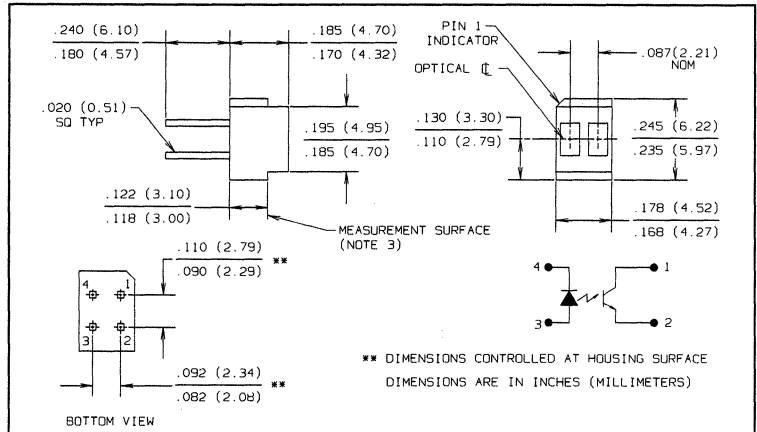 .240 (6.10)
.180 (4.57)
.185 (4.70)
.170 (4.32)
PIN 1
INDICATOR
OPTICAL ℄
.087(2.21)
NOM
.020 (0.51)
SQ TYP
.195 (4.95)
.185 (4.70)
.130 (3.30)
.110 (2.79)
.245 (6.22)
.235 (5.97)
.122 (3.10)
.118 (3.00)
MEASUREMENT SURFACE
(NOTE 3)
.178 (4.52)
.168 (4.27)
.110 (2.79)
.090 (2.29)
**
4 1
3 2
4 1
3 2
.092 (2.34)
.082 (2.08)
**
** DIMENSIONS CONTROLLED AT HOUSING SURFACE
DIMENSIONS ARE IN INCHES (MILLIMETERS)
BOTTOM VIEW